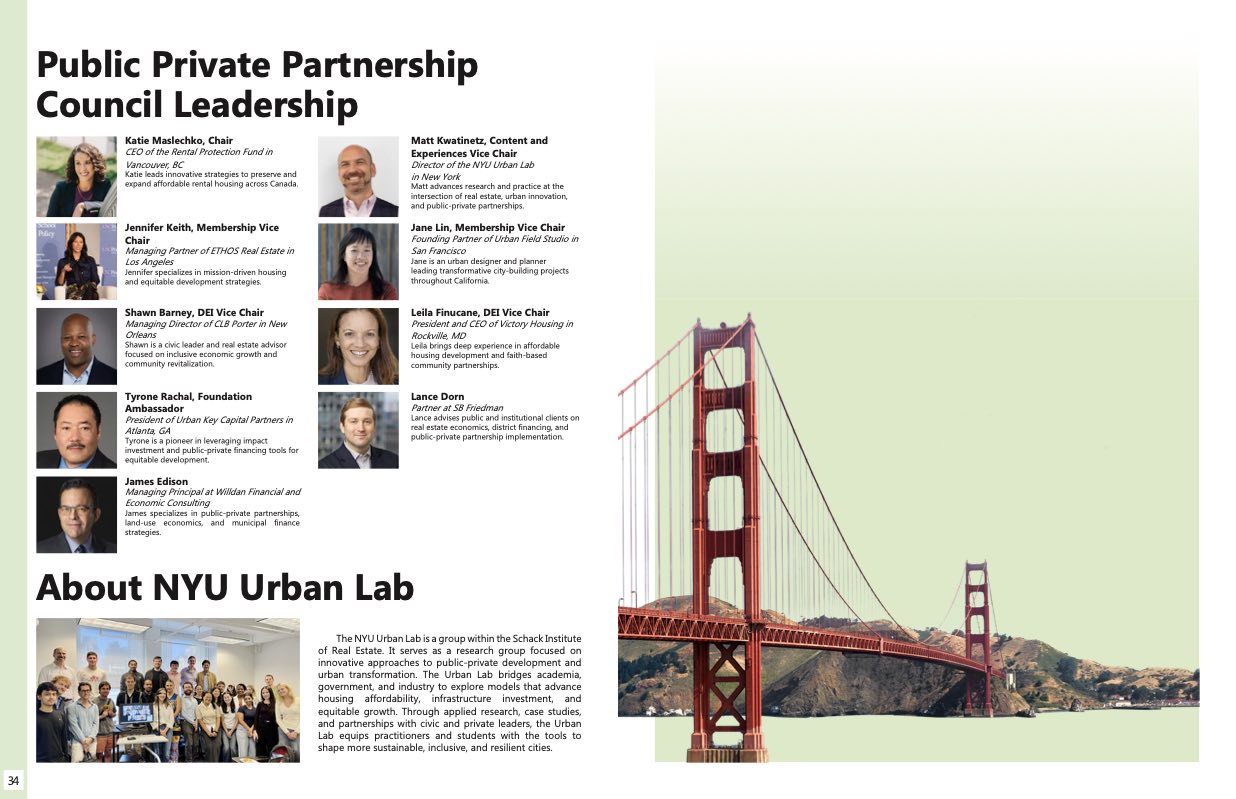 Public Private Partnership
Council Leadership
Katie Maslechko, Chair
CEO of the Rental Protection Fund in
Vancouver, BC
Katie leads innovative strategies to preserve and
expand affordable rental housing across Canada.
Matt Kwatinetz, Content and
Experiences Vice Chair
Director of the NYU Urban Lab
in New York
Matt advances research and practice at the
intersection of real estate, urban innovation,
and public-private partnerships.
Jennifer Keith, Membership Vice
Chair
Managing Partner of ETHOS Real Estate in
Los Angeles
Jennifer specializes in mission-driven housing
and equitable development strategies.
Jane Lin, Membership Vice Chair
Founding Partner of Urban Field Studio in
San Francisco
Jane is an urban designer and planner
leading transformative city-building projects
throughout California.
Shawn Barney, DEI Vice Chair
Managing Director of CLB Porter in New
Orleans
Shawn is a civic leader and real estate advisor
focused on inclusive economic growth and
community revitalization.
Leila Finucane, DEI Vice Chair
President and CEO of Victory Housing in
Rockville, MD
Leila brings deep experience in affordable
housing development and faith-based
community partnerships.
Tyrone Rachal, Foundation
Ambassador
President of Urban Key Capital Partners in
Atlanta, GA
Tyrone is a pioneer in leveraging impact
investment and public-private financing tools for
equitable development.
Lance Dorn
Partner at SB Friedman
Lance advises public and institutional clients on
real estate economics, district financing, and
public-private partnership implementation.
James Edison
Managing Principal at Willdan Financial and
Economic Consulting
James specializes in public-private partnerships,
land-use economics, and municipal finance
strategies.
About NYU Urban Lab
The NYU Urban Lab is a group within the Schack Institute
of Real Estate. It serves as a research group focused on
innovative approaches to public-private development and
urban transformation. The Urban Lab bridges academia,
government, and industry to explore models that advance
housing affordability, infrastructure investment, and
equitable growth. Through applied research, case studies,
and partnerships with civic and private leaders, the Urban
Lab equips practitioners and students with the tools to
shape more sustainable, inclusive, and resilient cities.
34